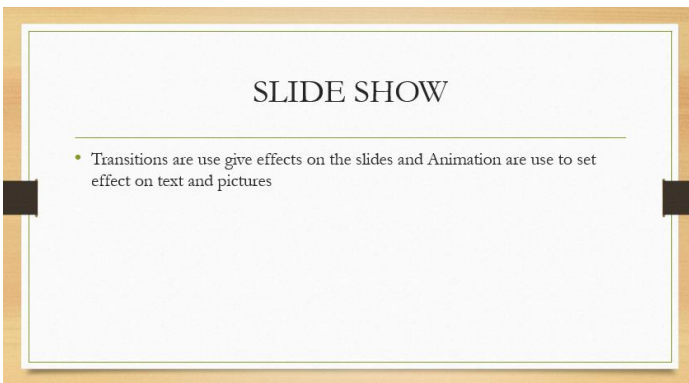 SLIDE SHOW
• Transitions are use give effects on the slides and Animation are use to set
effect on text and pictures